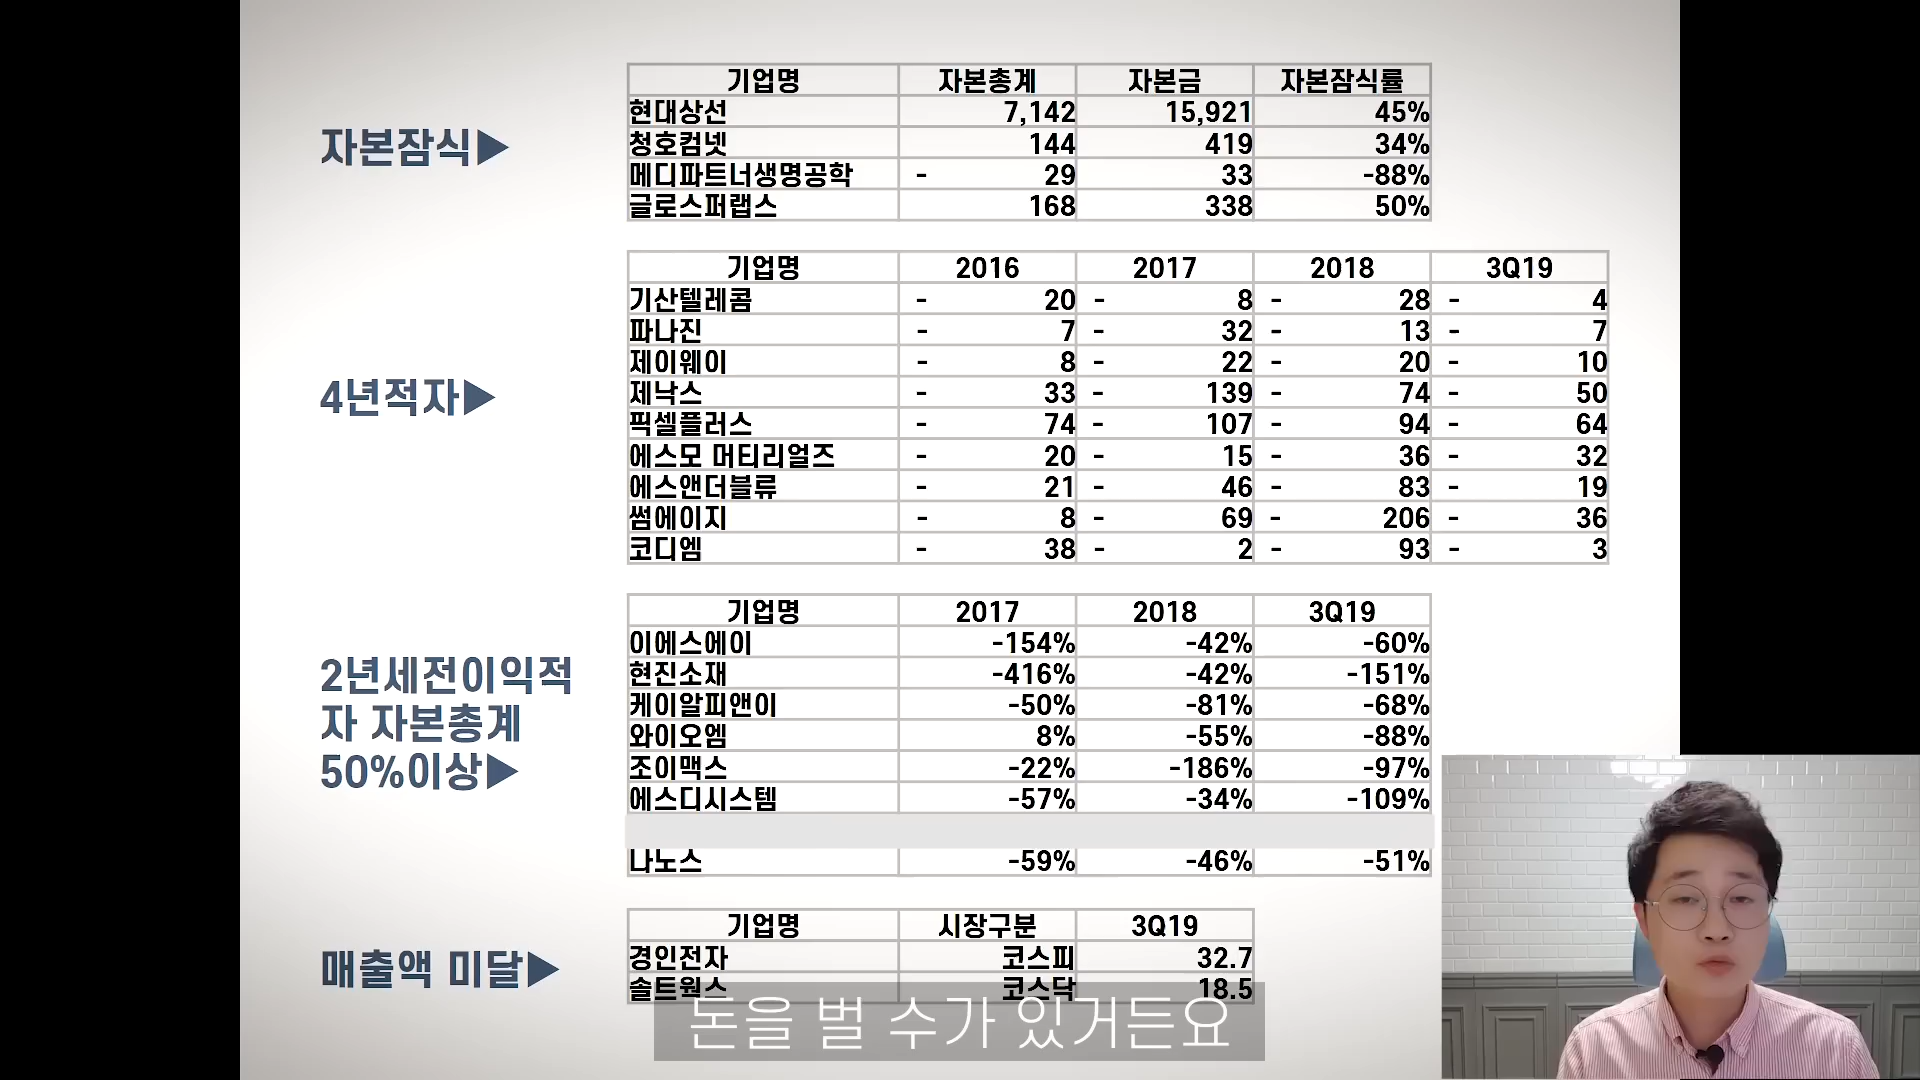 자본잠식▶
기업명 자본총계 자본금 자본잠식률
현대상선 7,142 15,921 45%
청호컴넷 144 419 34%
메디파트너생명공학 - 29 33 -88%
글로스퍼랩스 168 338 50%
4년적자▶
기업명 2016 2017 2018 3Q19
기산텔레콤 - 20 - 8 - 28 - 4
파나진 - 7 - 32 - 13 - 7
제이웨이 - 8 - 22 - 20 - 10
제낙스 - 33 - 139 - 74 - 50
픽셀플러스 - 74 - 107 - 94 - 64
에스모 머티리얼즈 - 20 - 15 - 36 - 32
에스앤더블류 - 21 - 46 - 83 - 19
썸에이지 - 8 - 69 - 206 - 36
코디엠 - 38 - 2 - 93 - 3
2년세전이익적
자 자본총계
50%이상▶
기업명 2017 2018 3Q19
이에스에이 -154% -42% -60%
현진소재 -416% -42% -151%
케이알피앤이 -50% -81% -68%
와이오엠 8% -55% -88%
조이맥스 -22% -186% -97%
에스디시스템 -57% -34% -109%
나노스 -59% -46% -51%
매출액 미달▶
기업명 시장구분 3Q19
경인전자 코스피 32.7
솔트웍스 코스닥 18.5
돈을 벌 수가 있거든요